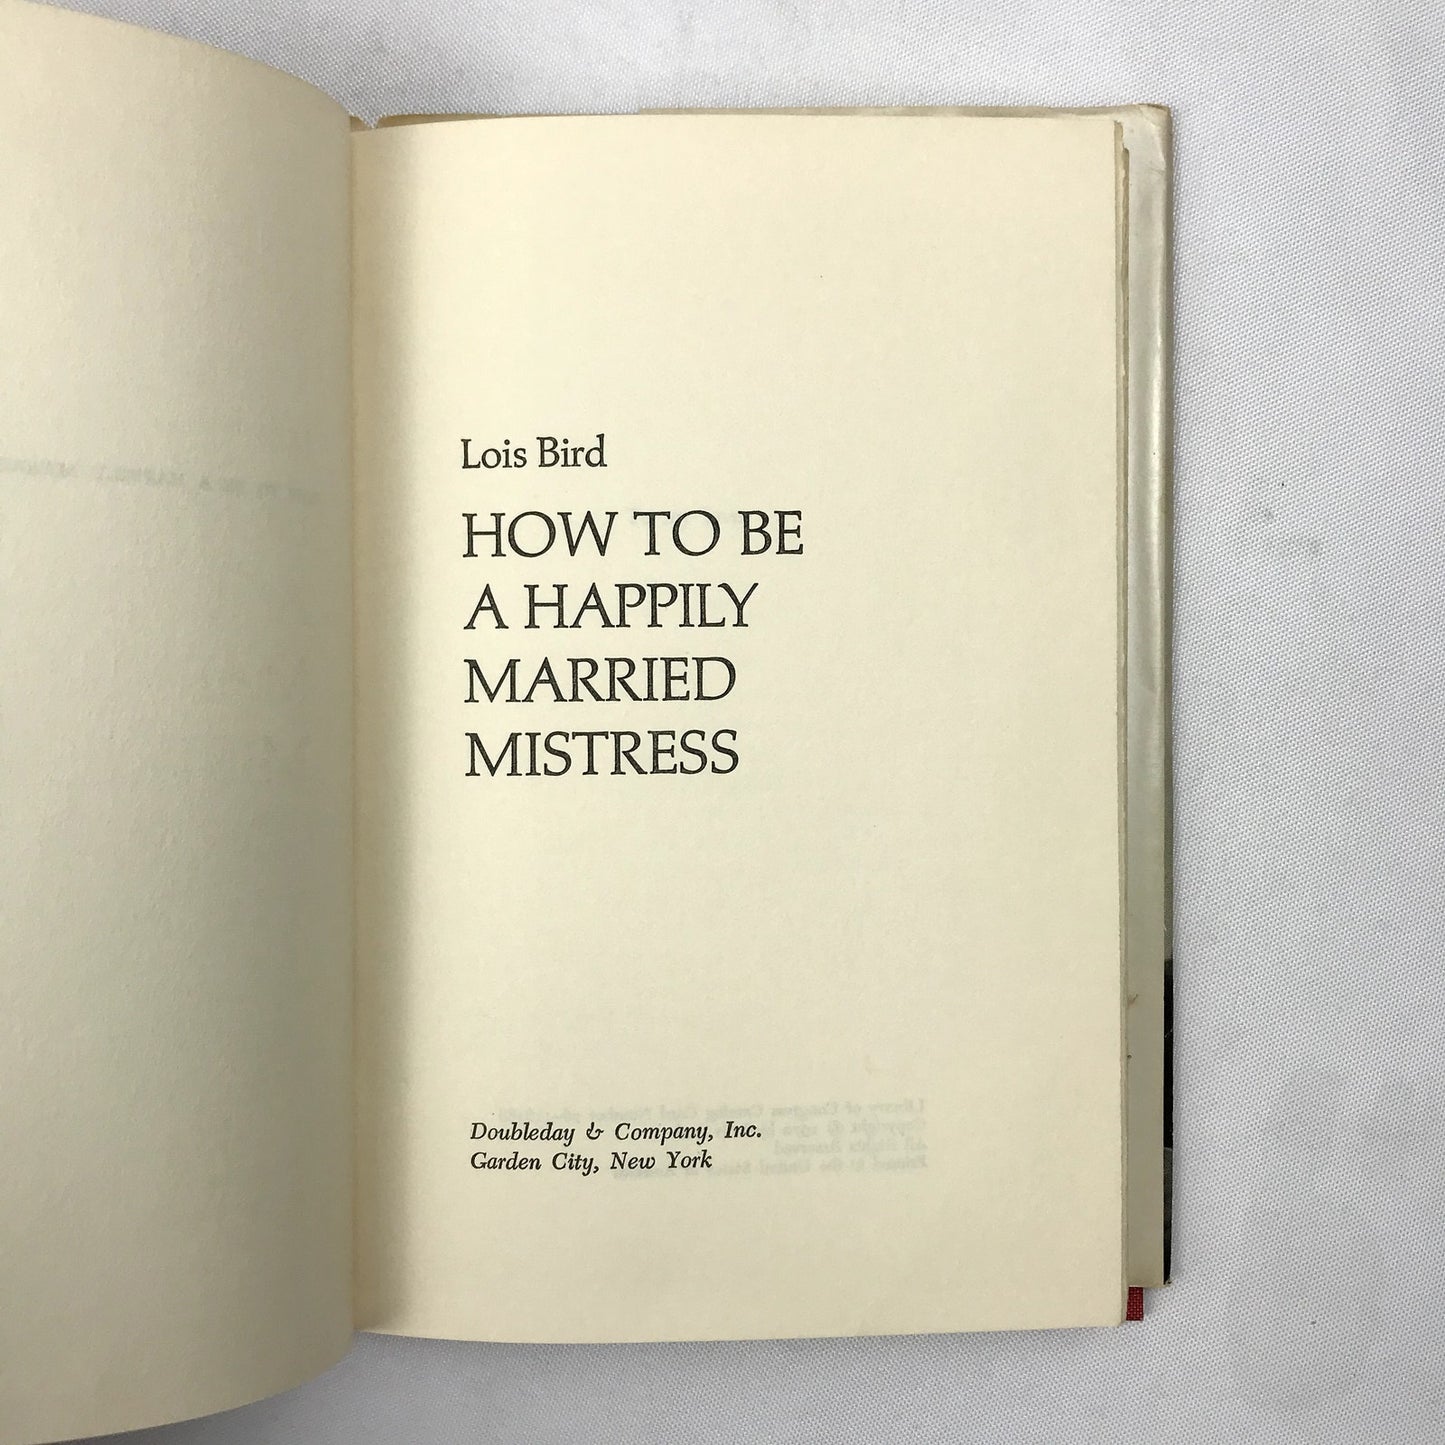 Lois Bird
HOW TO BE
A HAPPILY
MARRIED
MISTRESS
Doubleday & Company, Inc.
Garden City, New York